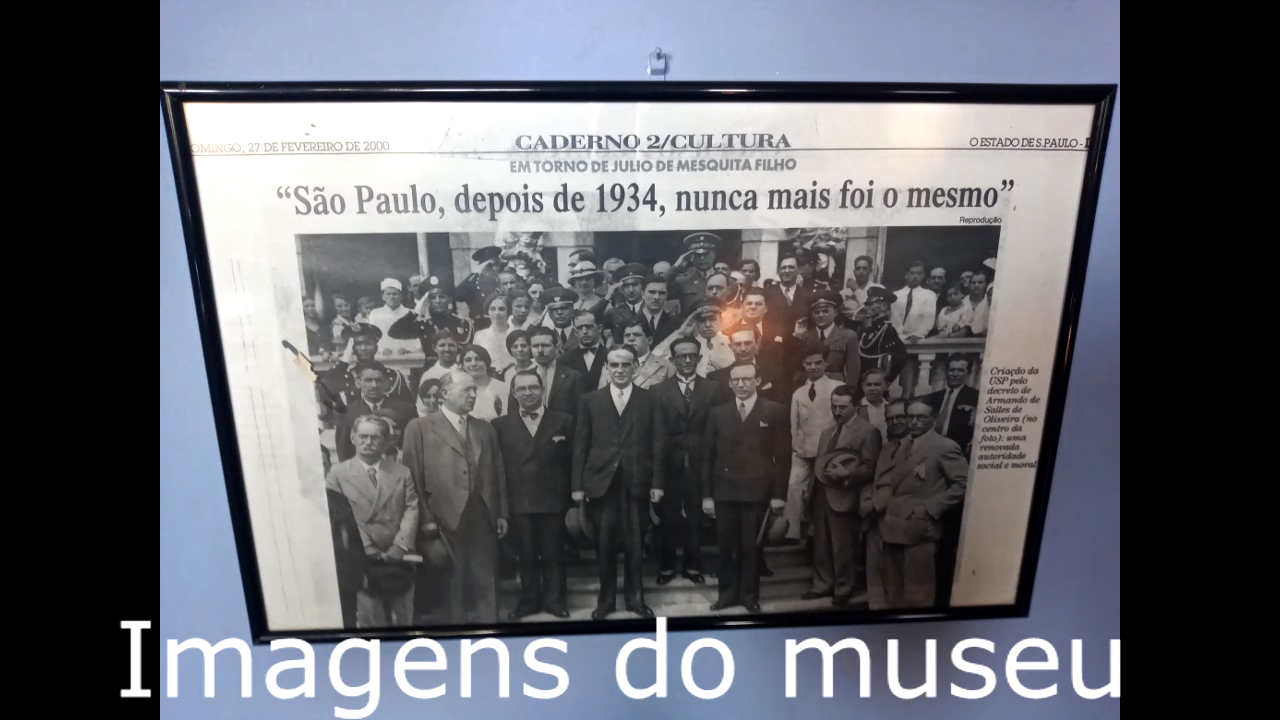 OMINGO, 27 DE FEVEREIRO DE 2000
CADERNO 2/CULTURA
O ESTADO DE S.PAULO -
EM TORNO DE JULIO DE MESQUITA FILHO
“São Paulo, depois de 1934, nunca mais foi o mesmo”
Reprodução
Criação da
USP pelo
decreto de
Armando de
Salles de
Oliveira (no
centro da
foto): uma
renovada
autoridade
social e moral
Imagens do museu